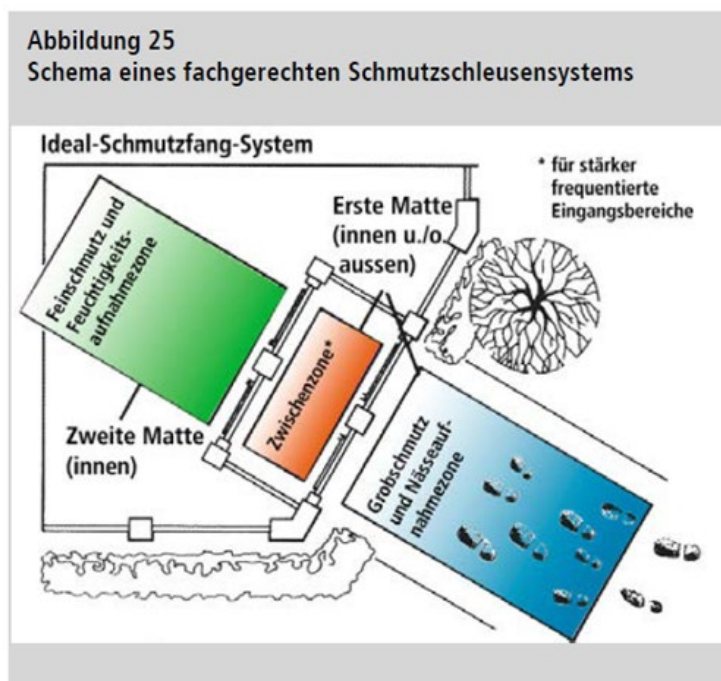 Abbildung 25
Schema eines fachgerechten Schmutzschleusensystems
Ideal-Schmutzfang-System
* für stärker
frequentierte
Eingangsbereiche
Erste Matte
(innen u./o.
aussen)
Feinschmutz und
Feuchtigkeits-
aufnahmezone
Zwischenzone*
Zweite Matte
(innen)
Grobschmutz
und Nässeauf-
nahmezone